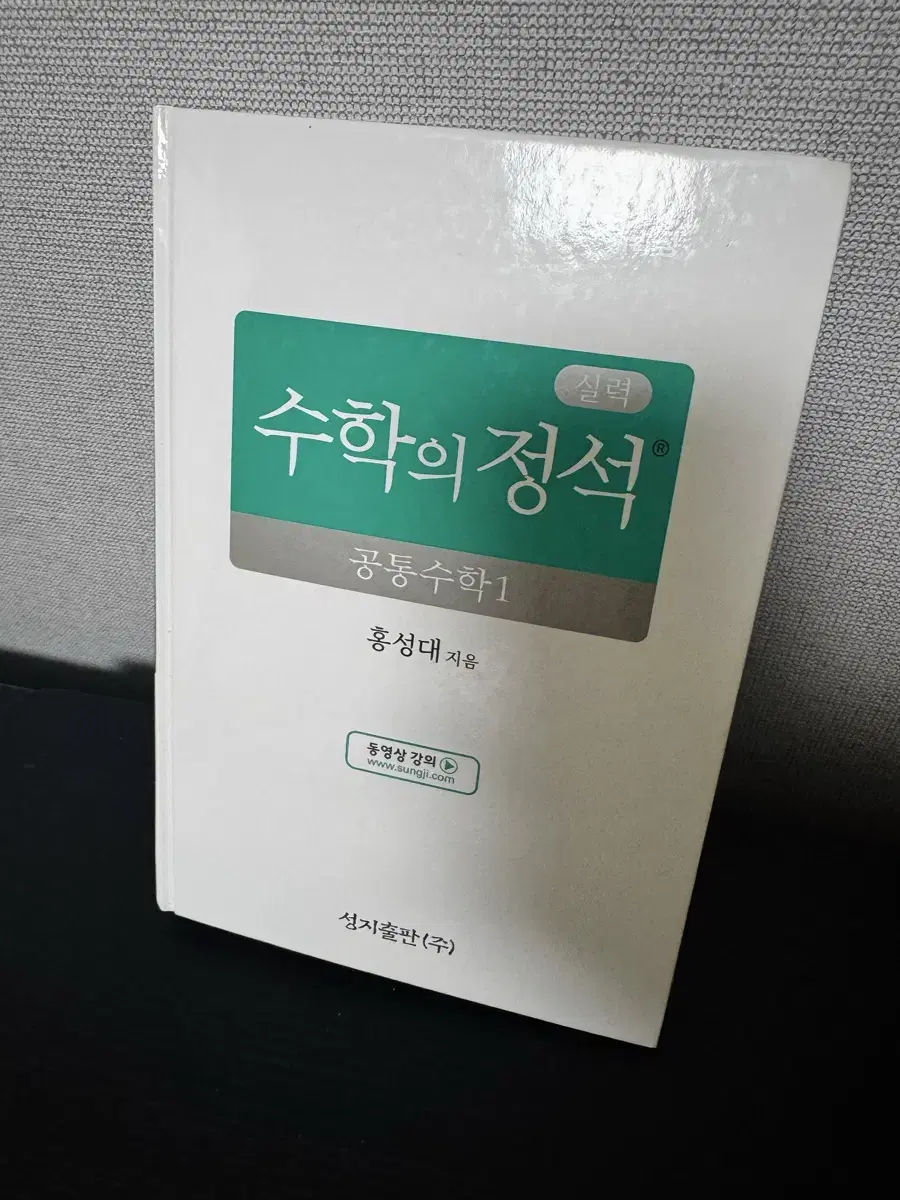 실력
수학의 정석®
공통수학1
홍성대 지음
동영상 강의
www.sungji.com
성지출판(주)